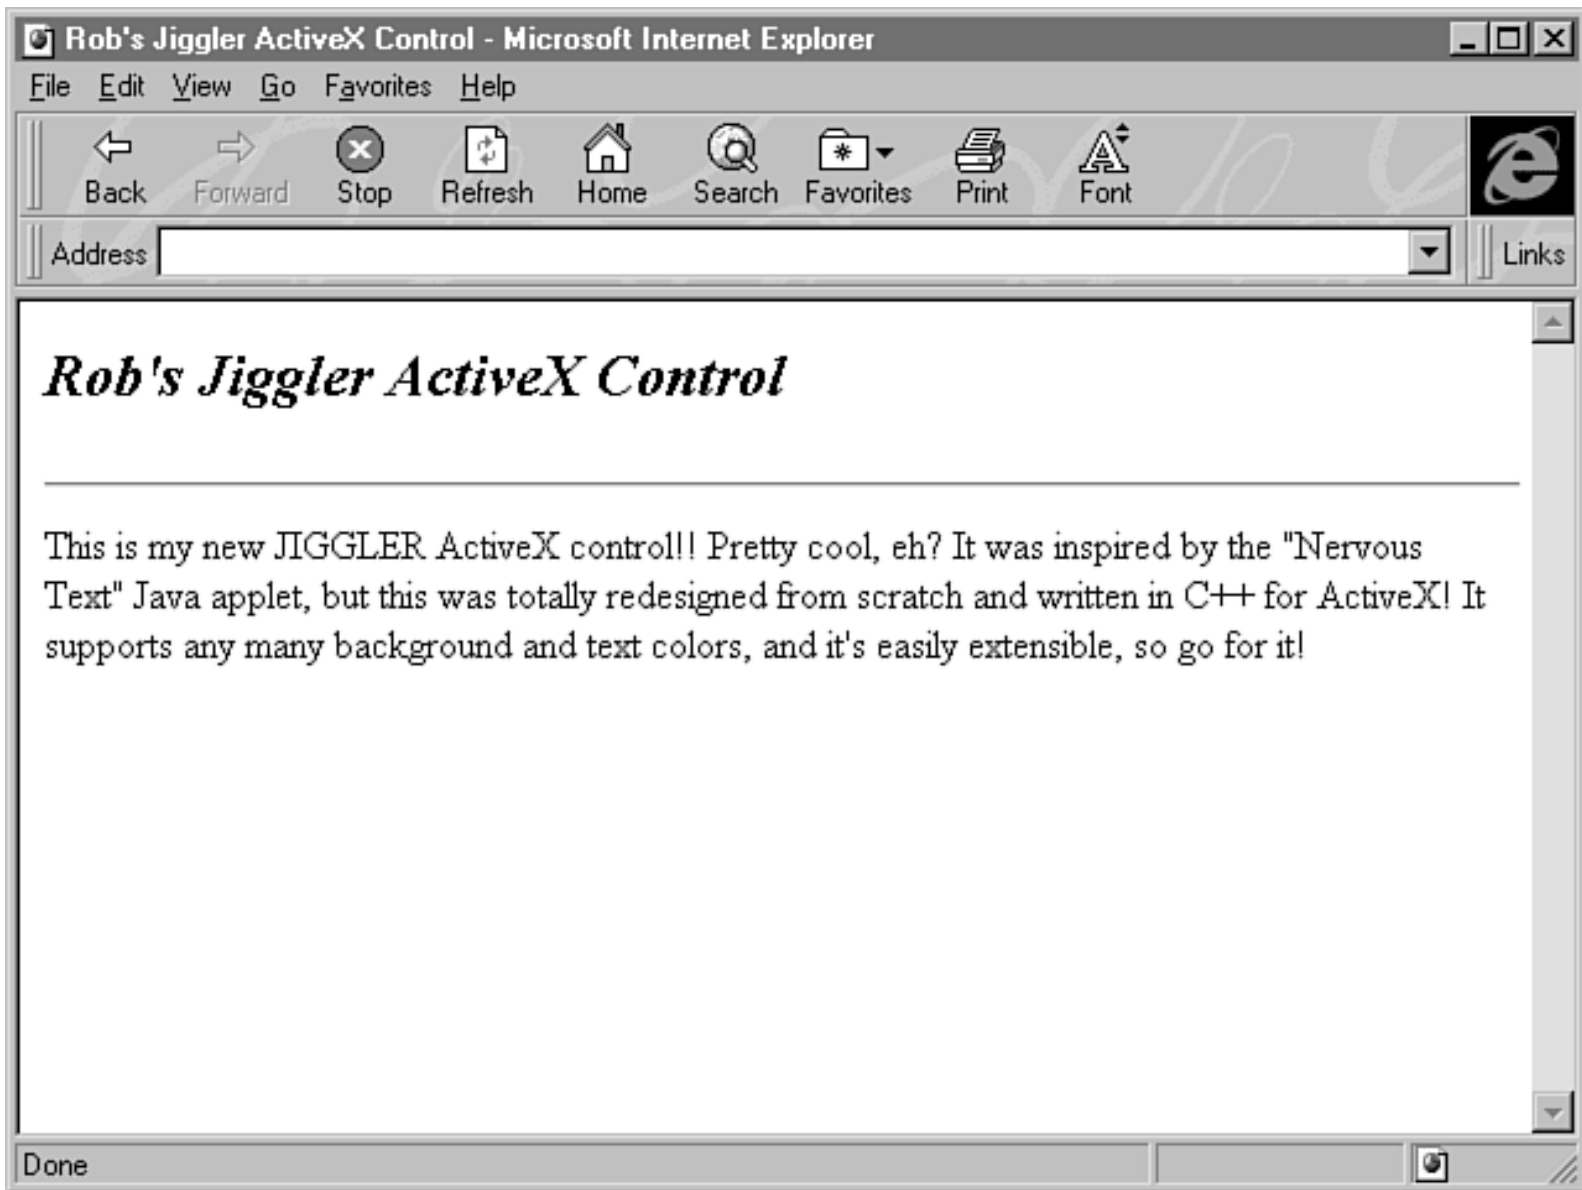 Rob's Jiggler ActiveX Control - Microsoft Internet Explorer
File Edit View Go Favorites Help
Back Forward Stop Refresh Home Search Favorites Print Font
Address Links
Rob's Jiggler ActiveX Control
This is my new JIGGLER ActiveX control!! Pretty cool, eh? It was inspired by the "Nervous
Text" Java applet, but this was totally redesigned from scratch and written in C++ for ActiveX! It
supports any many background and text colors, and it's easily extensible, so go for it!
Done